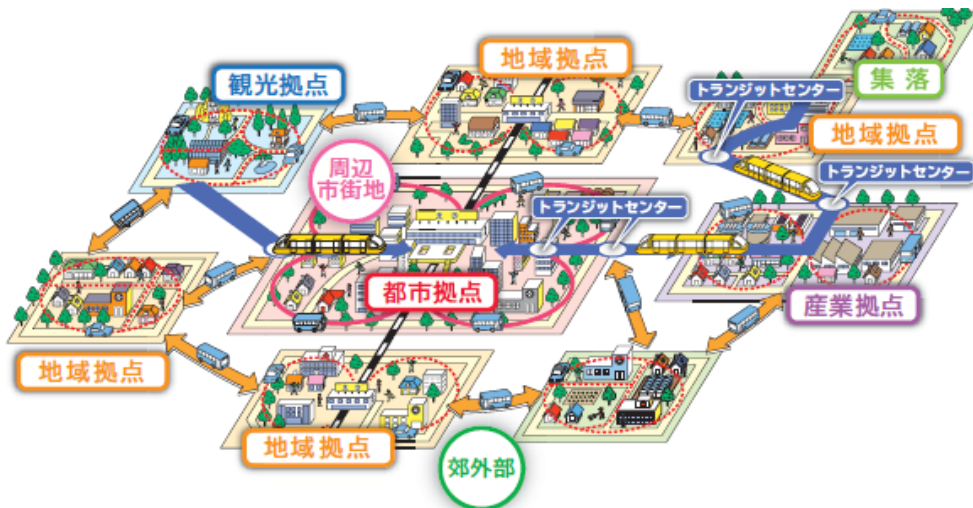 地域拠点
観光拠点
トランジットセンター
集落
地域拠点
周辺
市街地
トランジットセンター
トランジットセンター
都市拠点
産業拠点
地域拠点
地域拠点
郊外部